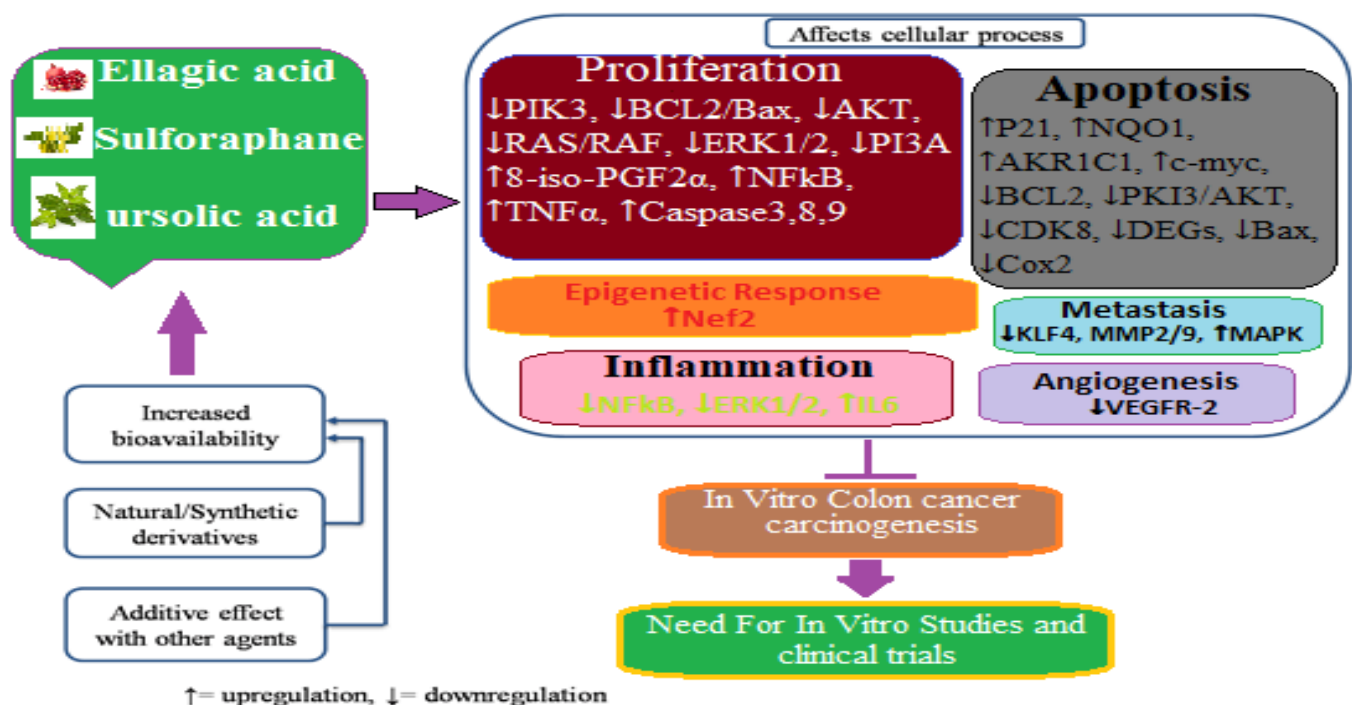 Ellagic acid
Sulforaphane
ursolic acid
Increased
bioavailability
Natural/Synthetic
derivatives
Additive effect
with other agents
Affects cellular process
Proliferation
↓PIK3, ↓BCL2/Bax, ↓AKT,
↓RAS/RAF, ↓ERK1/2, ↓PI3A
↑8-iso-PGF2α, ↑NFkB,
↑TNFα, ↑Caspase3,8,9
Apoptosis
↑P21, ↑NQO1,
↑AKR1C1, ↑c-myc,
↓BCL2, ↓PKI3/AKT,
↓CDK8, ↓DEGs, ↓Bax,
↓Cox2
Epigenetic Response
↑Nef2
Metastasis
↓KLF4, MMP2/9, ↑MAPK
Inflammation
↓NFkB, ↓ERK1/2, ↑IL6
Angiogenesis
↓VEGFR-2
In Vitro Colon cancer
carcinogenesis
Need For In Vitro Studies and
clinical trials
↑= upregulation, ↓= downregulation